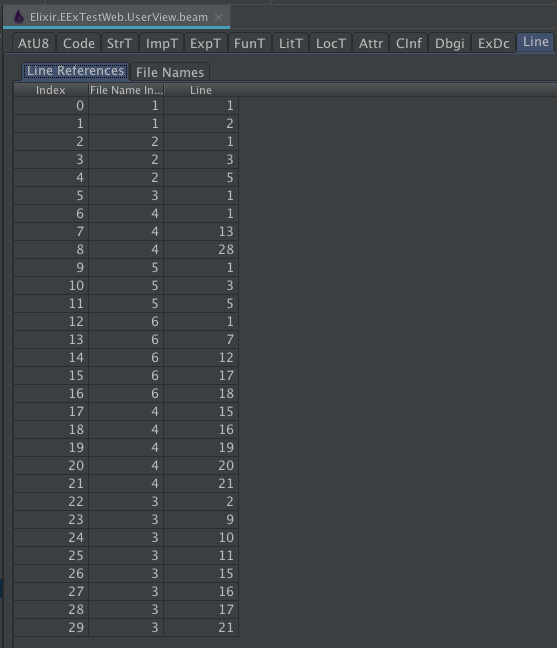 Elixir.EExTestWeb.UserView.beam ×
AtU8 Code StrT ImpT ExpT FunT LitT LocT Attr CInf Dbgi ExDc Line
Line References File Names
Index File Name In... Line
0 1 1
1 1 2
2 2 1
3 2 3
4 2 5
5 3 1
6 4 1
7 4 13
8 4 28
9 5 1
10 5 3
11 5 5
12 6 1
13 6 7
14 6 12
15 6 17
16 6 18
17 4 15
18 4 16
19 4 19
20 4 20
21 4 21
22 3 2
23 3 9
24 3 10
25 3 11
26 3 15
27 3 16
28 3 17
29 3 21